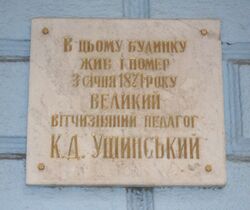 В ЦЬОМУ БУДИНКУ
ЖИВ І ПОМЕР
3 СІЧНЯ 1871 РОКУ
ВЕЛИКИЙ
ВІТЧИЗНЯНИЙ ПЕДАГОГ
К.Д. УШИНСЬКИЙ